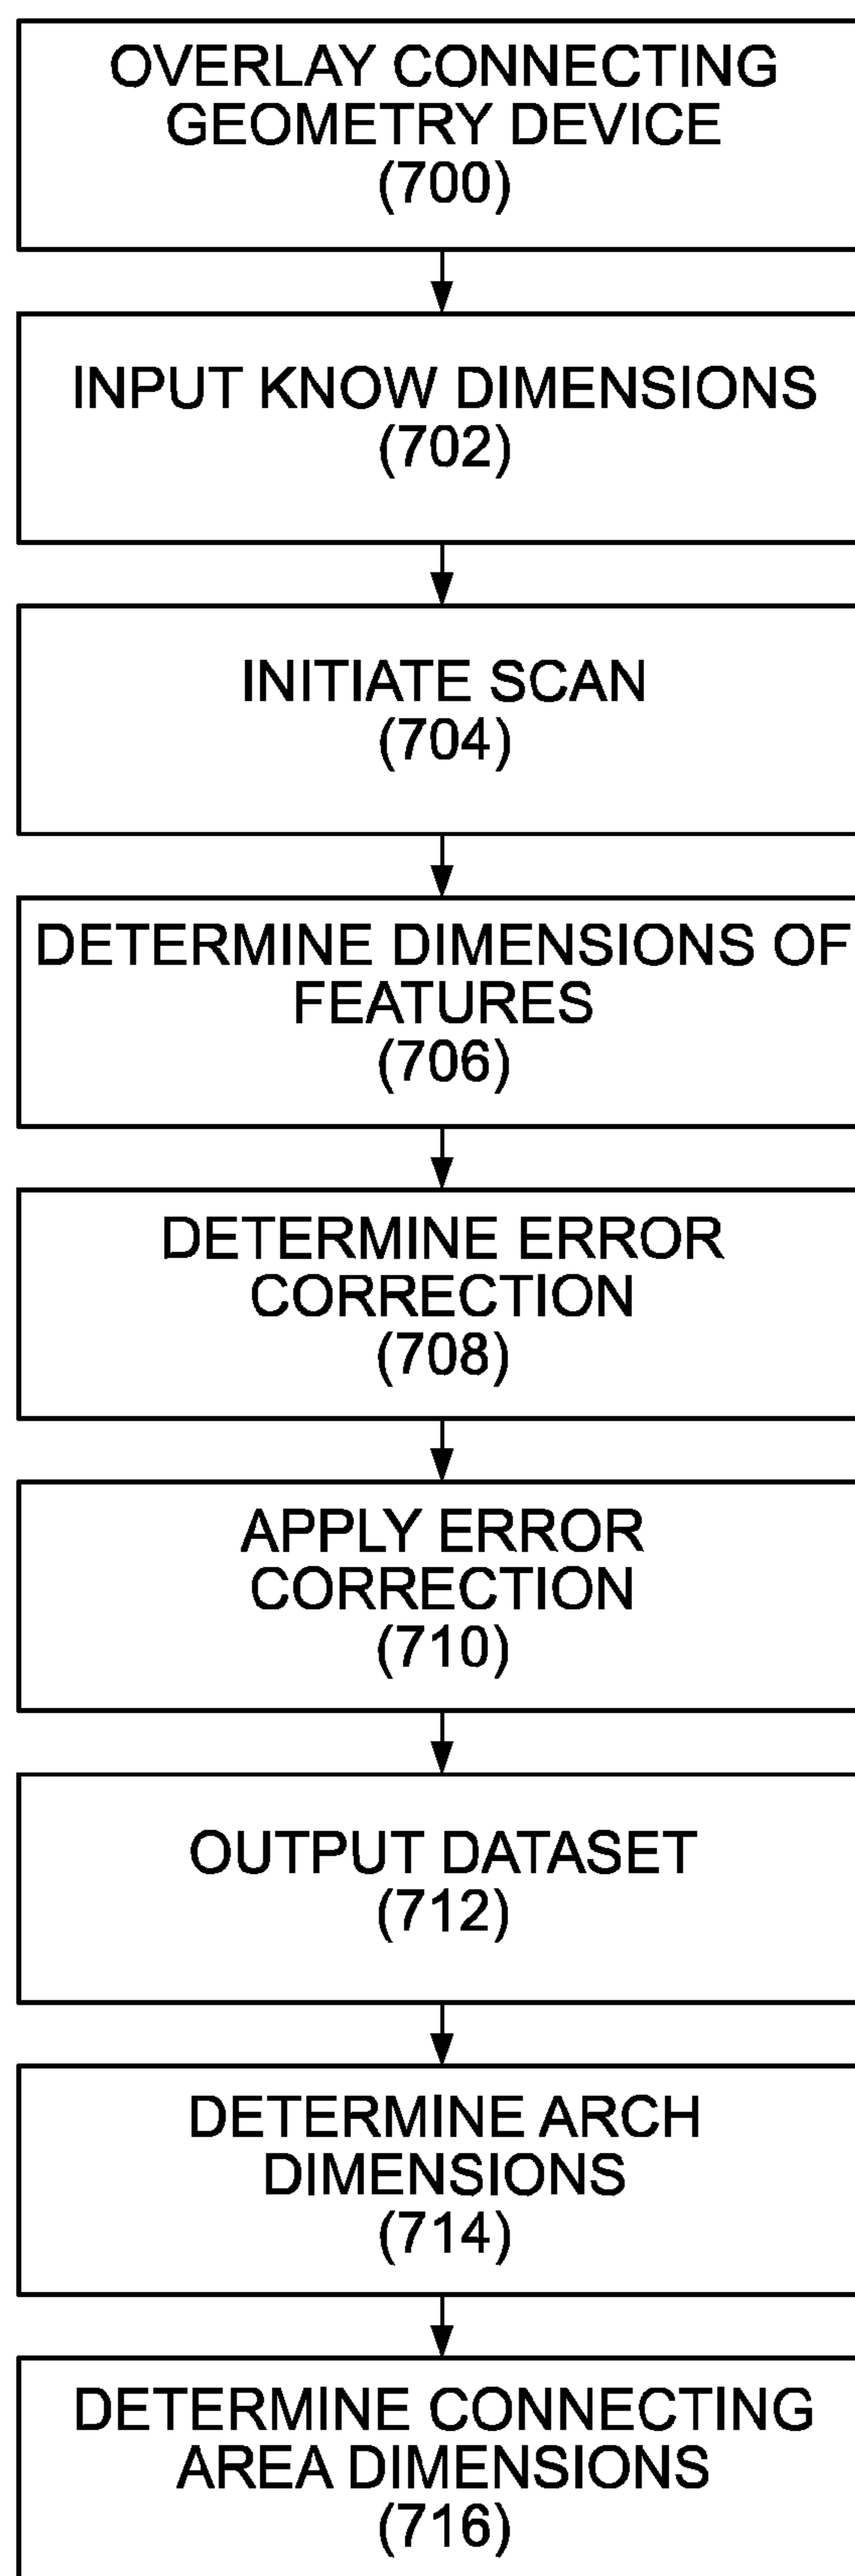 OVERLAY CONNECTING
GEOMETRY DEVICE
(700)
INPUT KNOW DIMENSIONS
(702)
INITIATE SCAN
(704)
DETERMINE DIMENSIONS OF
FEATURES
(706)
DETERMINE ERROR
CORRECTION
(708)
APPLY ERROR
CORRECTION
(710)
OUTPUT DATASET
(712)
DETERMINE ARCH
DIMENSIONS
(714)
DETERMINE CONNECTING
AREA DIMENSIONS
(716)